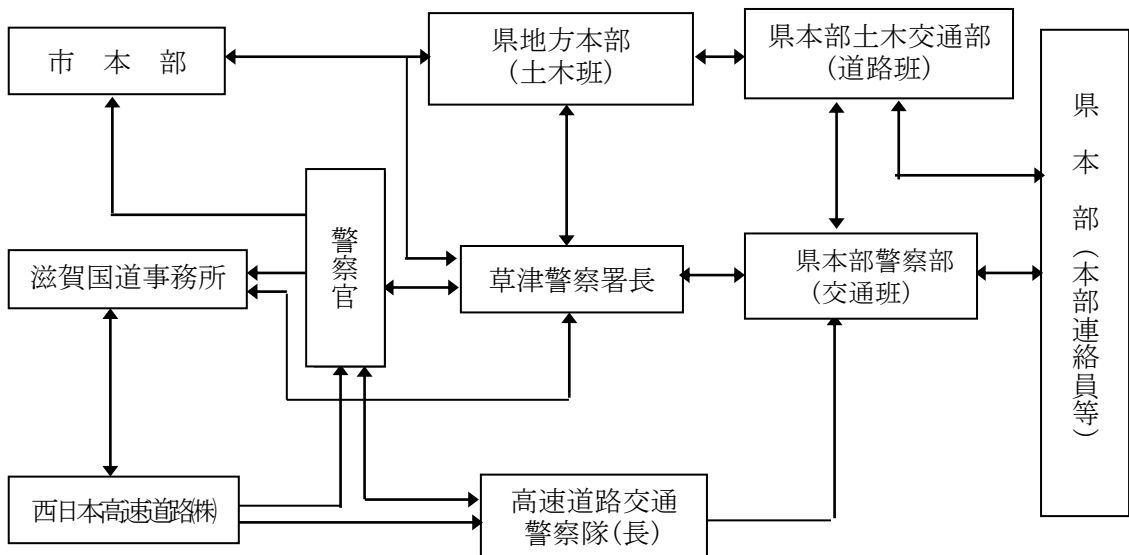 市 本 部
県地方本部
(土木班)
県本部土木交通部
(道路班)
県本部(本部連絡員等)
警察官
滋賀国道事務所
草津警察署長
県本部警察部
(交通班)
西日本高速道路㈱
高速道路交通
警察隊(長)